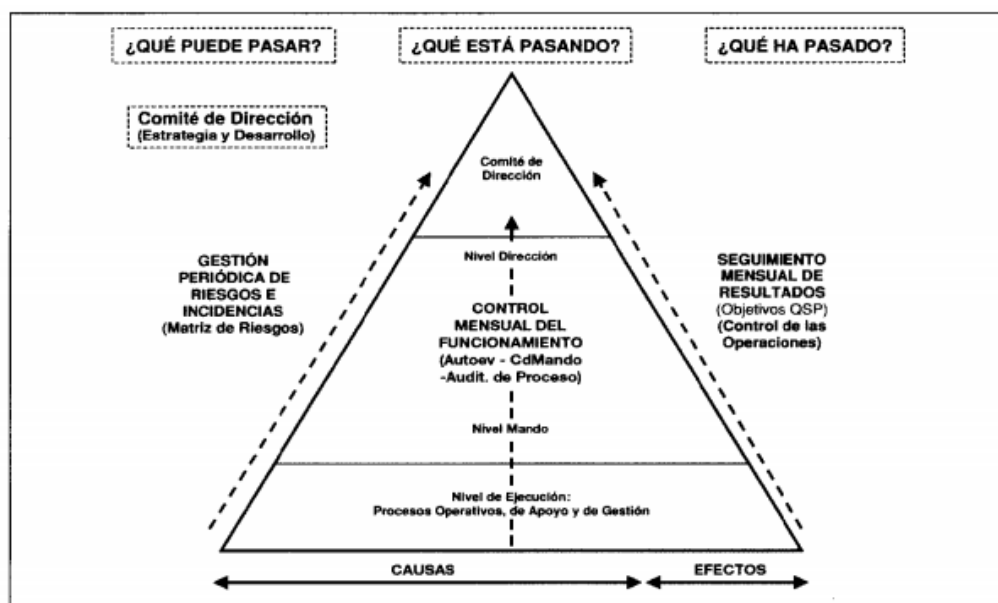 ¿QUÉ PUEDE PASAR?
¿QUÉ ESTÁ PASANDO?
¿QUÉ HA PASADO?
Comité de Dirección
(Estrategia y Desarrollo)
Comité de
Dirección
GESTIÓN
PERIÓDICA DE
RIESGOS E
INCIDENCIAS
(Matriz de Riesgos)
Nivel Dirección
CONTROL
MENSUAL DEL
FUNCIONAMIENTO
(Autoev - CdMando
-Audit. de Proceso)
Nivel Mando
SEGUIMIENTO
MENSUAL DE
RESULTADOS
(Objetivos QSP)
(Control de las
Operaciones)
Nivel de Ejecución:
Procesos Operativos, de Apoyo y de Gestión
CAUSAS
EFECTOS